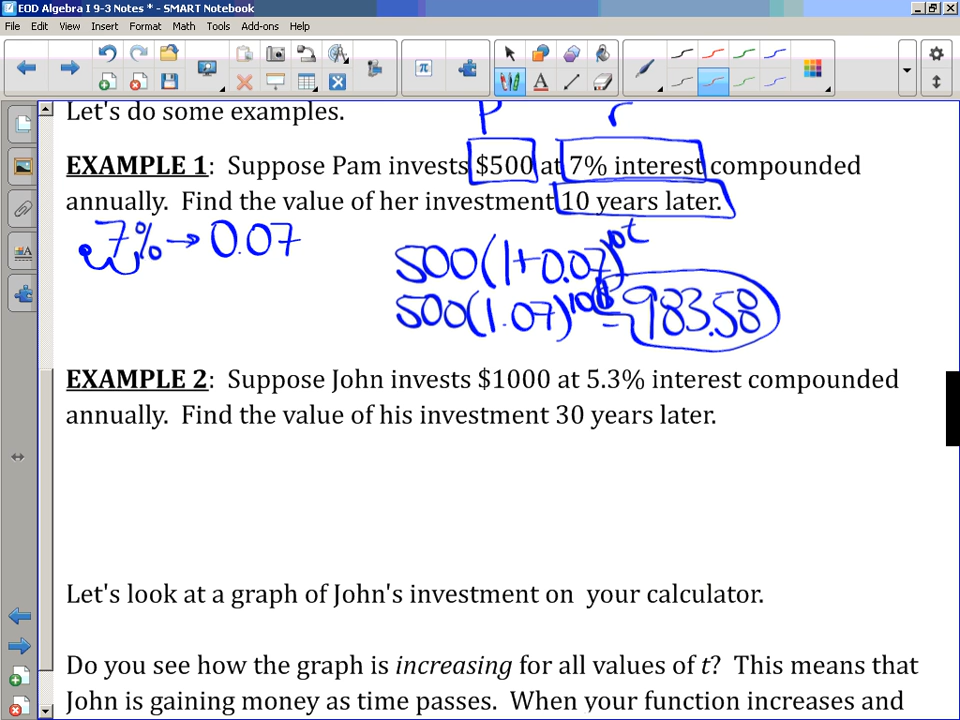 EOD Algebra I 9-3 Notes * - SMART Notebook
File Edit View Insert Format Math Tools Add-ons Help
Let's do some examples.
P r
EXAMPLE 1: Suppose Pam invests $500 at 7% interest compounded
annually. Find the value of her investment 10 years later.
7% → 0.07
500(1+0.07)^10t
500(1.07)^10 = 983.58
EXAMPLE 2: Suppose John invests $1000 at 5.3% interest compounded
annually. Find the value of his investment 30 years later.
Let's look at a graph of John's investment on your calculator.
Do you see how the graph is increasing for all values of t? This means that
John is gaining money as time passes. When your function increases and